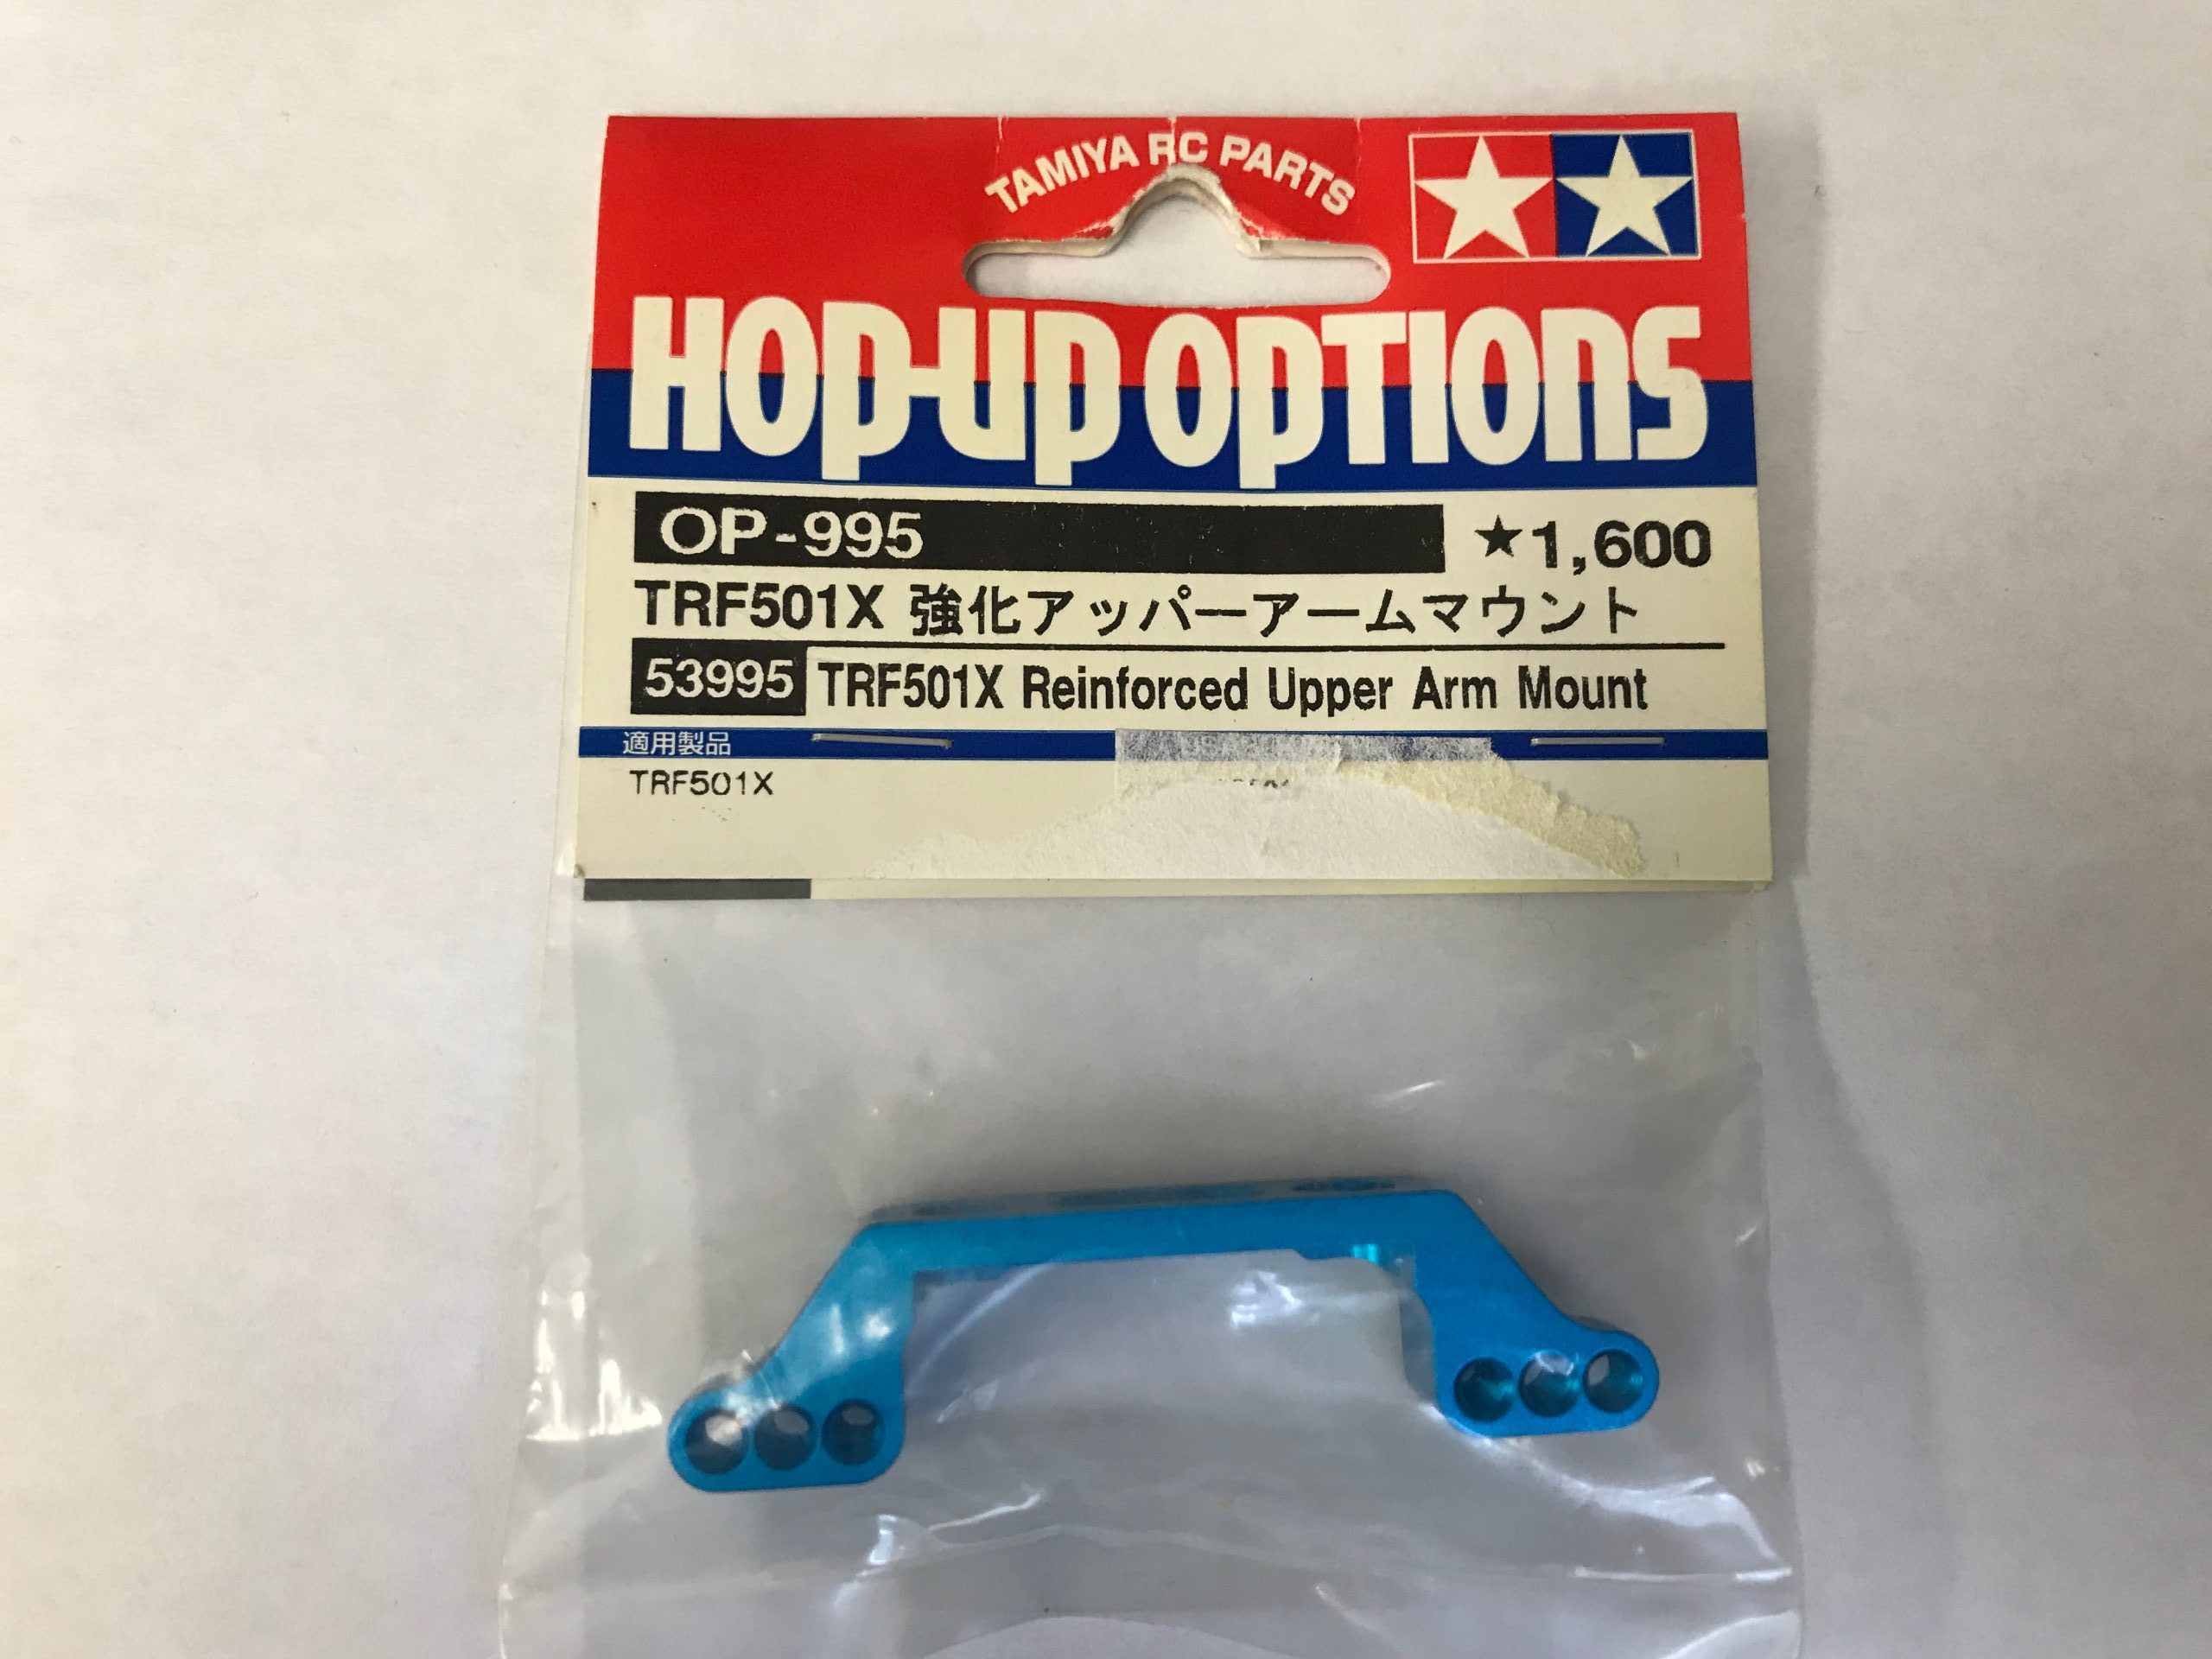 TAMIYA RC PARTS
HOP-UP OPTIONS
OP-995 ★1,600
TRF501X 強化アッパーアームマウント
53995 TRF501X Reinforced Upper Arm Mount
適用製品
TRF501X